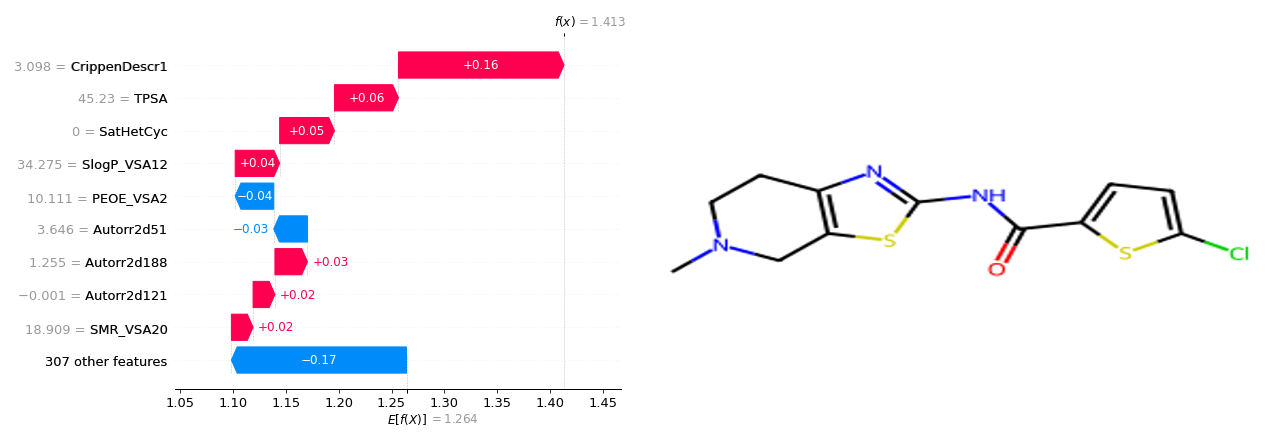 f(x) = 1.413
3.098 = CrippenDescr1
+0.16
45.23 = TPSA
+0.06
0 = SatHetCyc
+0.05
34.275 = SlogP_VSA12
+0.04
10.111 = PEOE_VSA2
−0.04
3.646 = Autorr2d51
−0.03
1.255 = Autorr2d188
+0.03
−0.001 = Autorr2d121
+0.02
18.909 = SMR_VSA20
+0.02
307 other features
−0.17
1.05 1.10 1.15 1.20 1.25 1.30 1.35 1.40 1.45
E[f(X)] = 1.264
N
NH
N
S
O
S
Cl